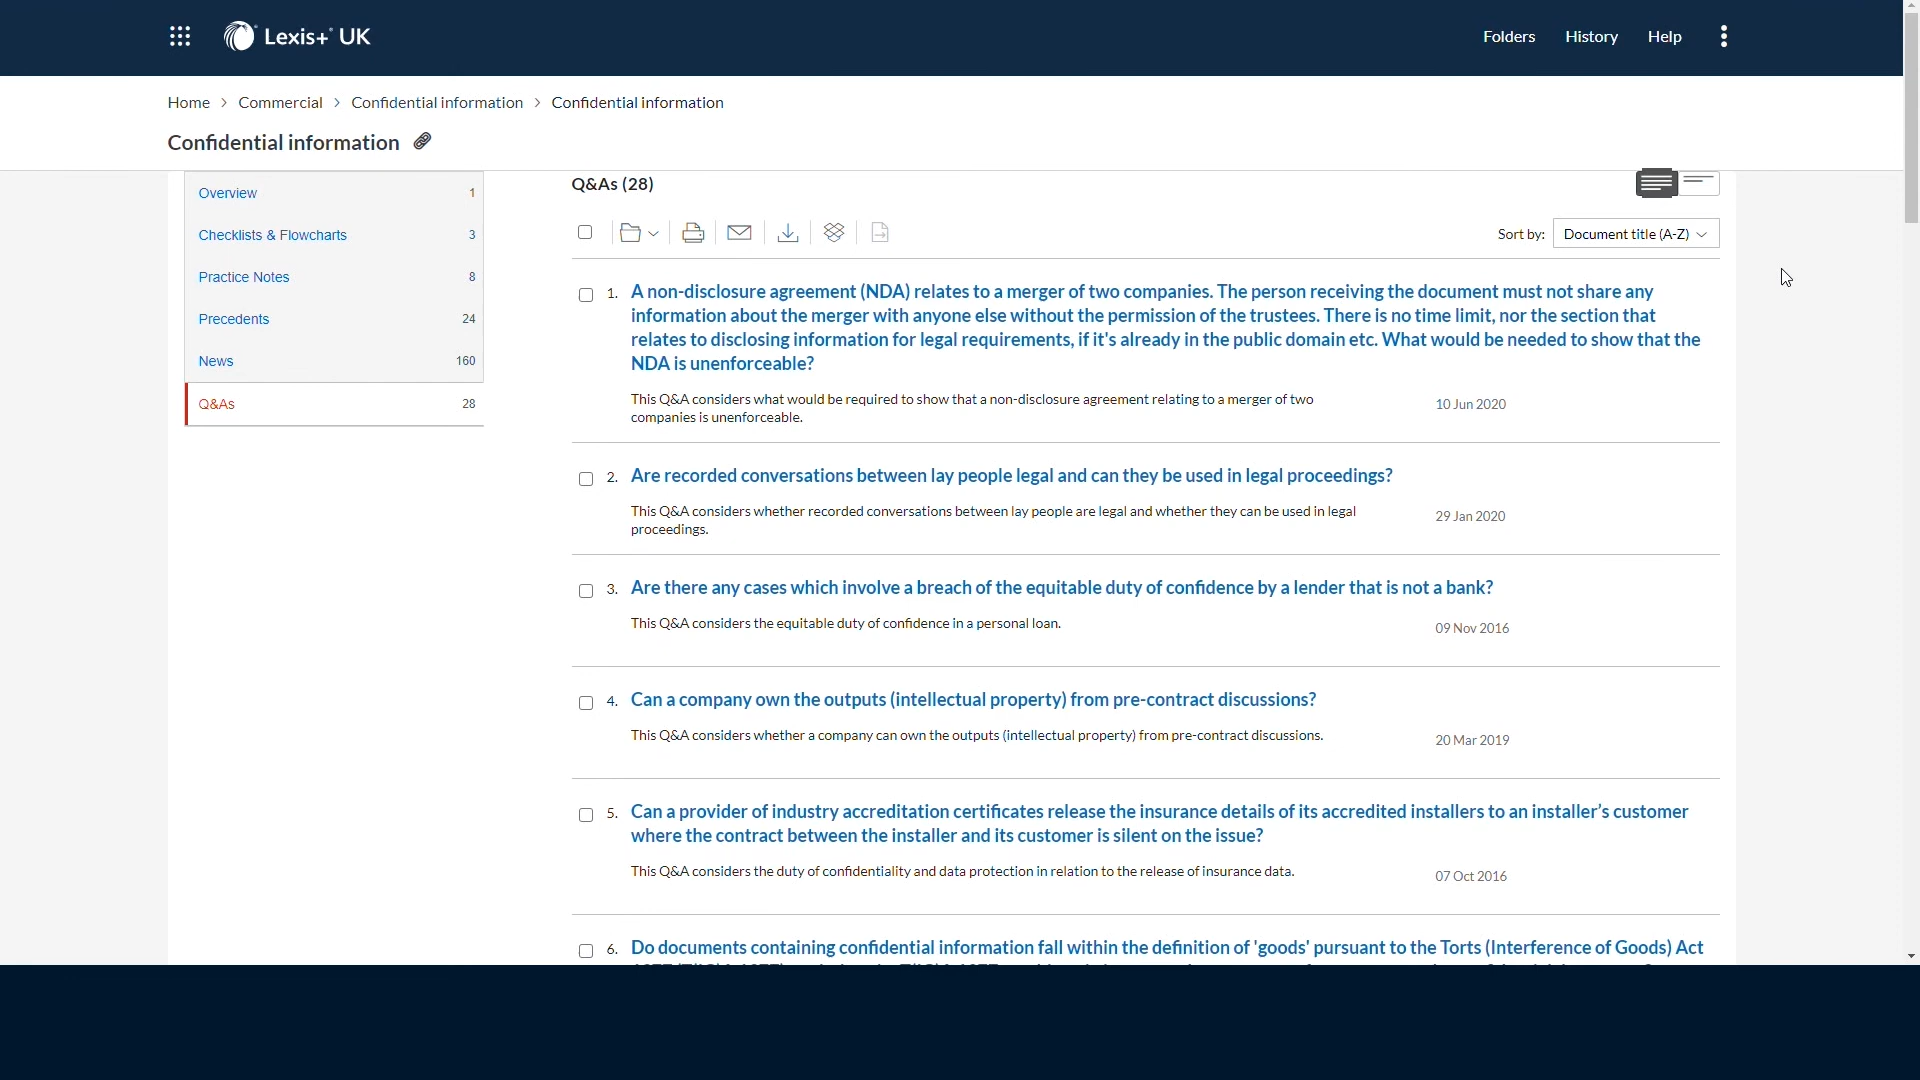 Lexis+ UK
Folders History Help
Home > Commercial > Confidential information > Confidential information
Confidential information
Overview 1
Checklists & Flowcharts 3
Practice Notes 8
Precedents 24
News 160
Q&As 28
Q&As (28)
Sort by: Document title (A-Z)
1. A non-disclosure agreement (NDA) relates to a merger of two companies. The person receiving the document must not share any
information about the merger with anyone else without the permission of the trustees. There is no time limit, nor the section that
relates to disclosing information for legal requirements, if it's already in the public domain etc. What would be needed to show that the
NDA is unenforceable?
This Q&A considers what would be required to show that a non-disclosure agreement relating to a merger of two
companies is unenforceable.
10 Jun 2020
2. Are recorded conversations between lay people legal and can they be used in legal proceedings?
This Q&A considers whether recorded conversations between lay people are legal and whether they can be used in legal
proceedings.
29 Jan 2020
3. Are there any cases which involve a breach of the equitable duty of confidence by a lender that is not a bank?
This Q&A considers the equitable duty of confidence in a personal loan.
09 Nov 2016
4. Can a company own the outputs (intellectual property) from pre-contract discussions?
This Q&A considers whether a company can own the outputs (intellectual property) from pre-contract discussions.
20 Mar 2019
5. Can a provider of industry accreditation certificates release the insurance details of its accredited installers to an installer’s customer
where the contract between the installer and its customer is silent on the issue?
This Q&A considers the duty of confidentiality and data protection in relation to the release of insurance data.
07 Oct 2016
6. Do documents containing confidential information fall within the definition of 'goods' pursuant to the Torts (Interference of Goods) Act